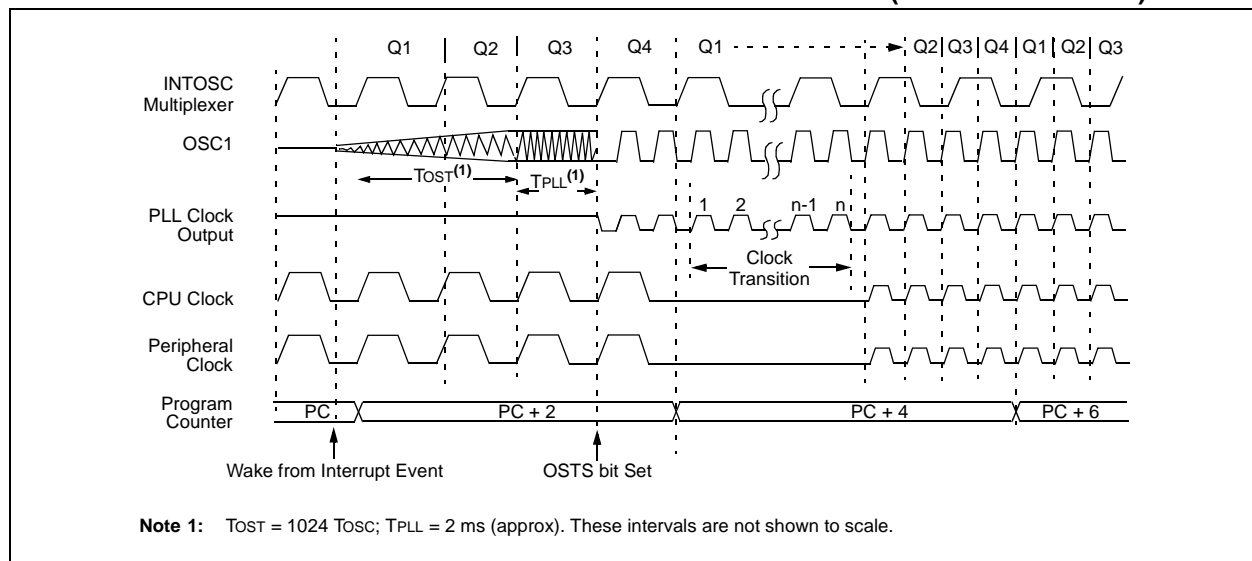 Q1 Q2 Q3 Q4 Q1 Q2 Q3 Q4 Q1 Q2 Q3
INTOSC
Multiplexer
OSC1
TOST(1)
TPLL(1)
1 2 n-1 n
PLL Clock
Output
Clock
Transition
CPU Clock
Peripheral
Clock
Program
Counter
PC PC + 2 PC + 4 PC + 6
Wake from Interrupt Event
OSTS bit Set
Note 1: TOST = 1024 TOSC; TPLL = 2 ms (approx). These intervals are not shown to scale.